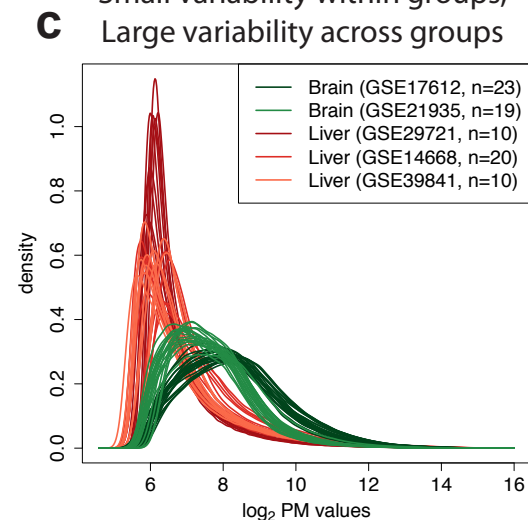 Small variability within groups,
c Large variability across groups
Brain (GSE17612, n=23)
Brain (GSE21935, n=19)
Liver (GSE29721, n=10)
Liver (GSE14668, n=20)
Liver (GSE39841, n=10)
density
1.0
0.8
0.6
0.4
0.2
0.0
6 8 10 12 14 16
log₂ PM values